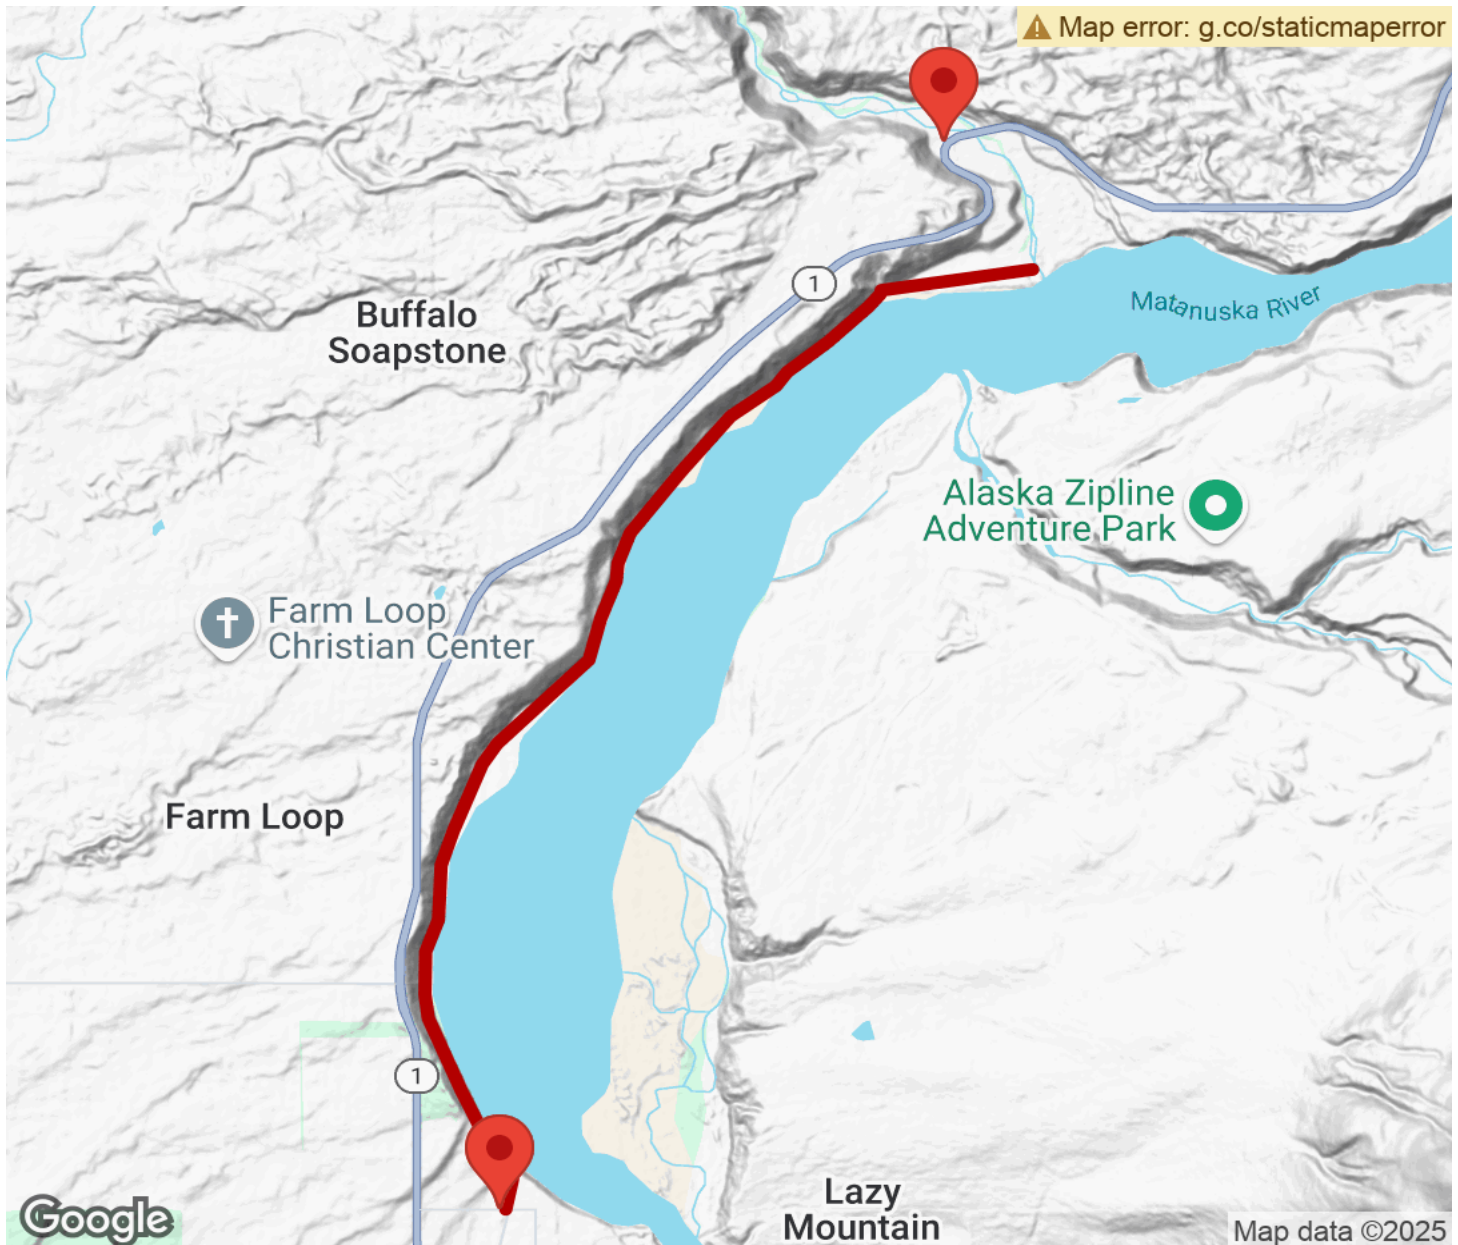 Map error: g.co/staticmaperror
1
Buffalo
Soapstone
Matanuska River
Alaska Zipline
Adventure Park
Farm Loop
Christian Center
Farm Loop
1
Lazy
Mountain
Google
Map data ©2025